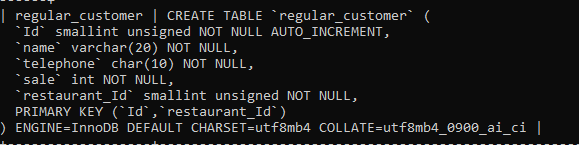 | regular_customer | CREATE TABLE `regular_customer` (
  `Id` smallint unsigned NOT NULL AUTO_INCREMENT,
  `name` varchar(20) NOT NULL,
  `telephone` char(10) NOT NULL,
  `sale` int NOT NULL,
  `restaurant_Id` smallint unsigned NOT NULL,
  PRIMARY KEY (`Id`,`restaurant_Id`)
) ENGINE=InnoDB DEFAULT CHARSET=utf8mb4 COLLATE=utf8mb4_0900_ai_ci |